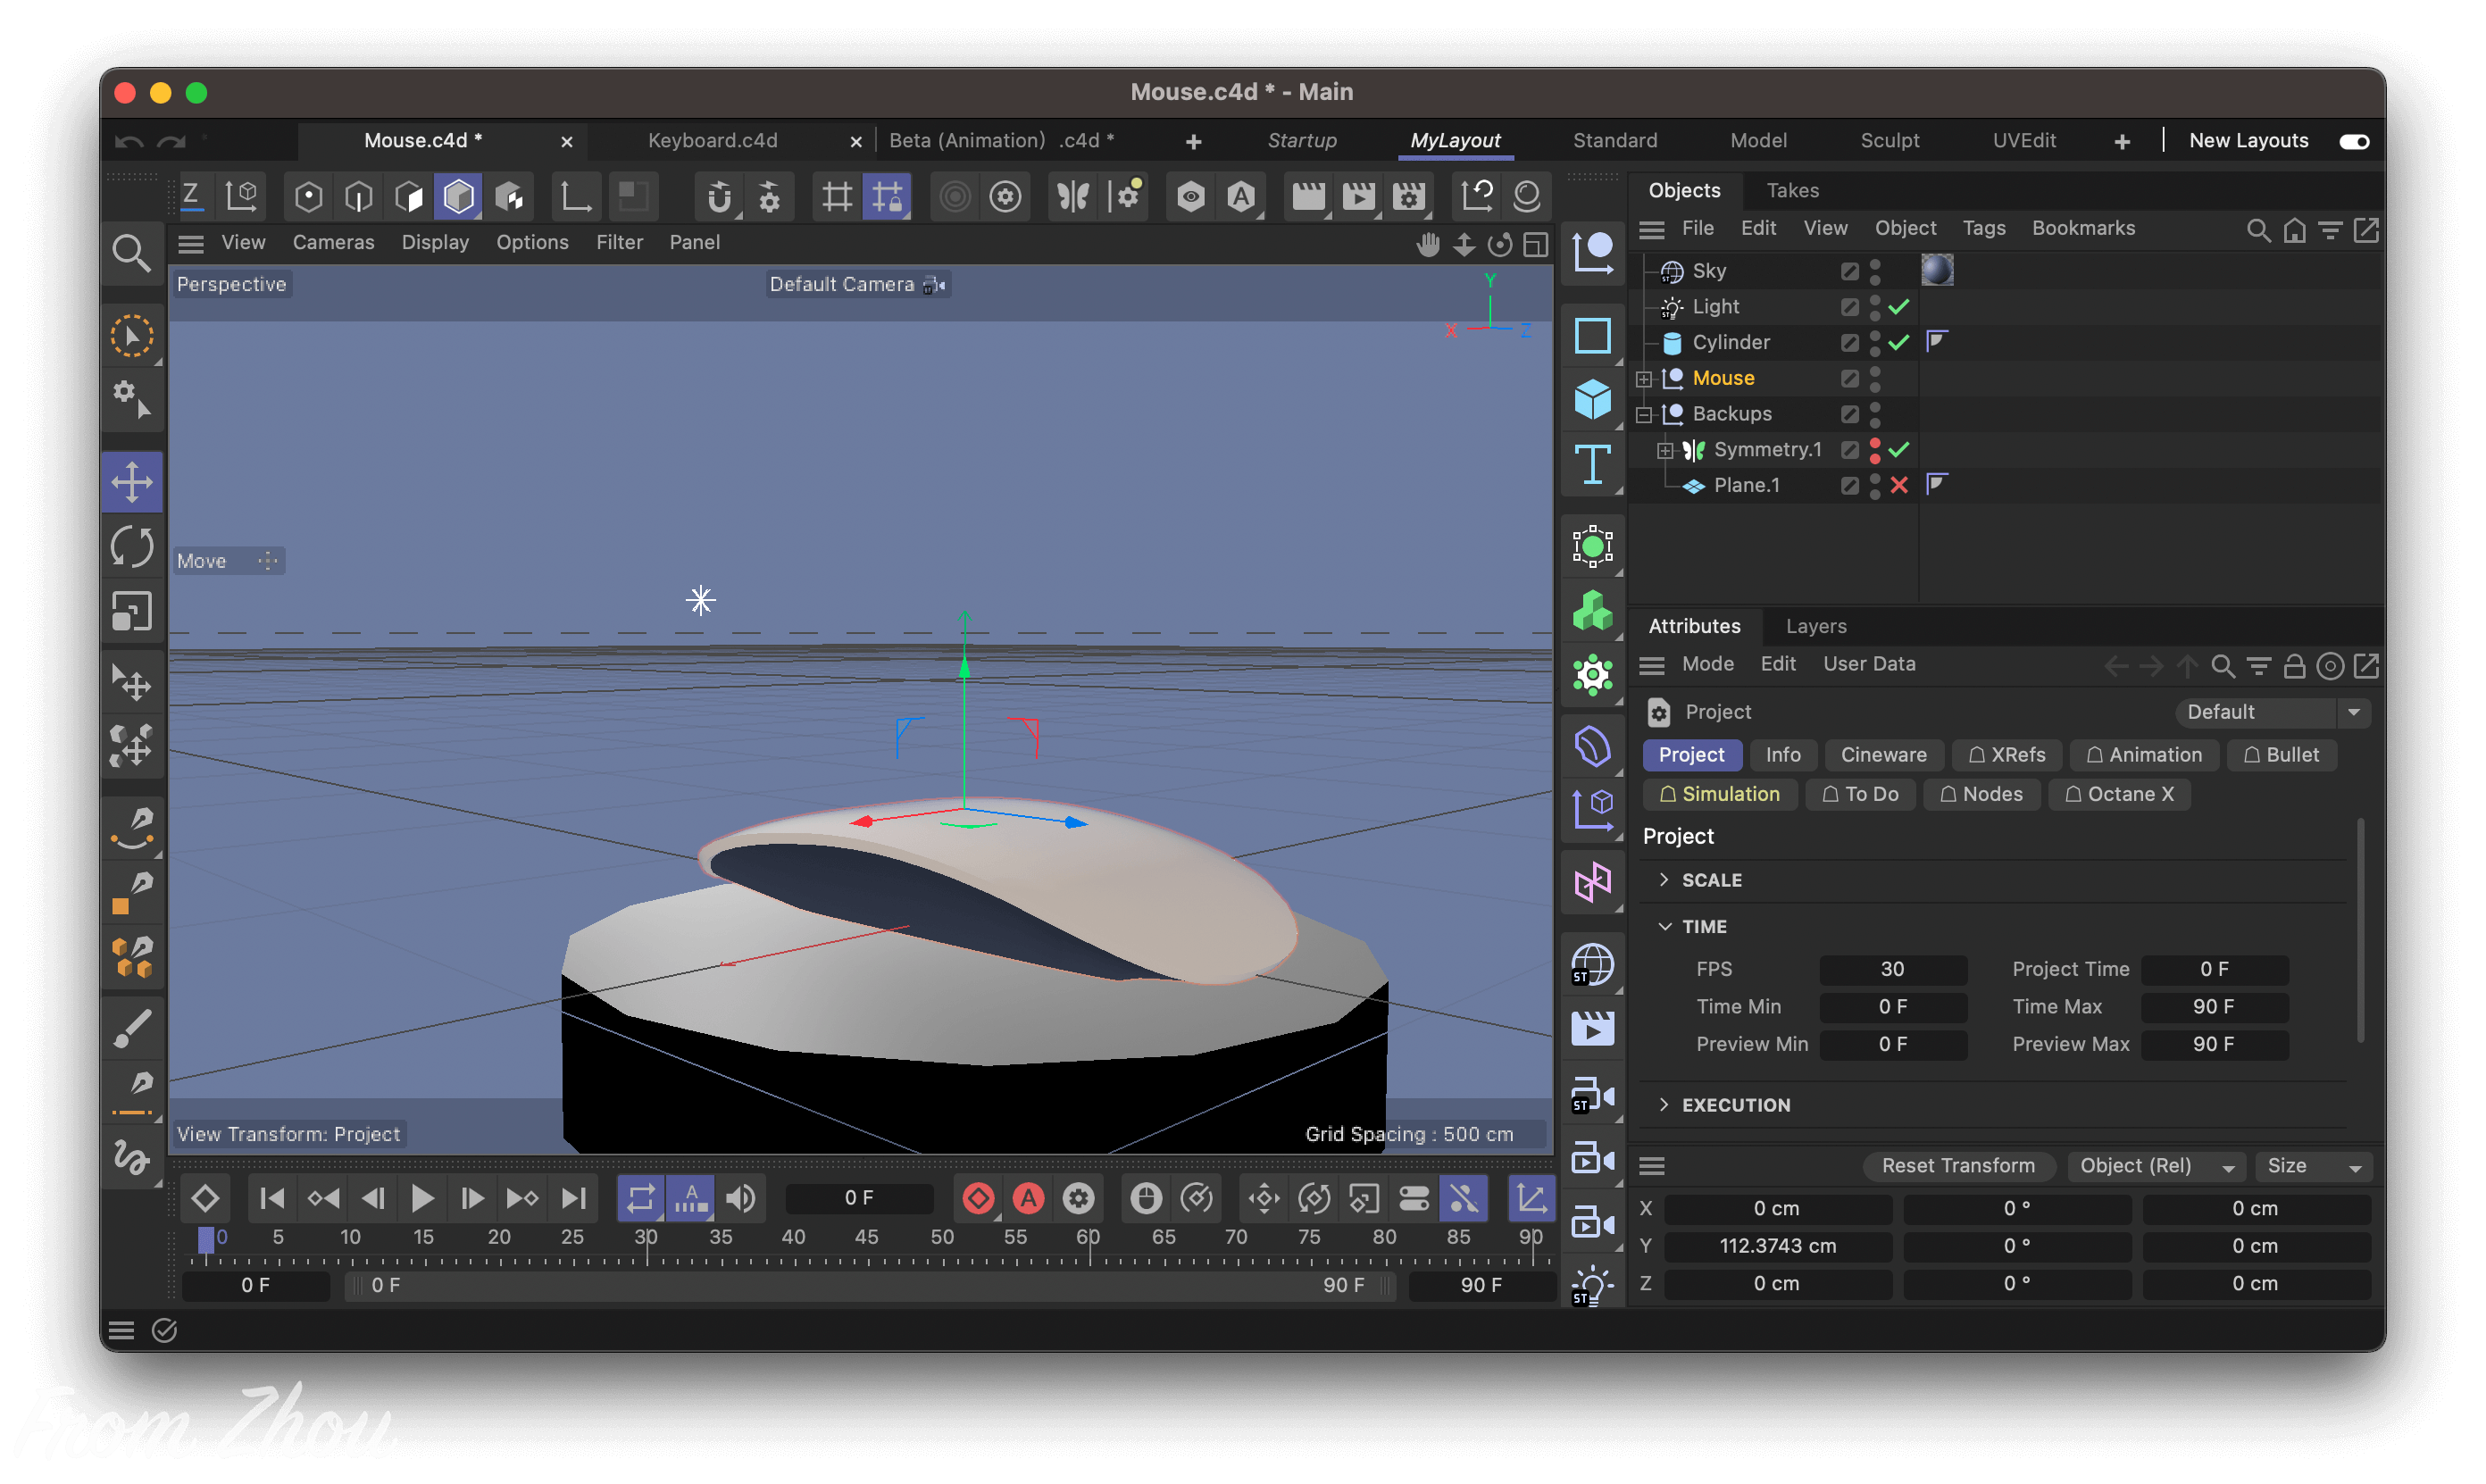 Mouse.c4d * - Main
Mouse.c4d * Keyboard.c4d Beta (Animation) .c4d * Startup MyLayout Standard Model Sculpt UVEdit New Layouts
Z A
View Cameras Display Options Filter Panel
Perspective
Default Camera
Y
X Z
Move
View Transform: Project
Grid Spacing : 500 cm
T
ST
ST
ST
Objects Takes
File Edit View Object Tags Bookmarks
Sky
Light
Cylinder
Mouse
Backups
Symmetry.1
Plane.1
Attributes Layers
Mode Edit User Data
Project Default
Project Info Cineware XRefs Animation Bullet
Simulation To Do Nodes Octane X
Project
SCALE
TIME
FPS 30 Project Time 0 F
Time Min 0 F Time Max 90 F
Preview Min 0 F Preview Max 90 F
EXECUTION
Reset Transform Object (Rel) Size
X 0 cm 0 ° 0 cm
Y 112.3743 cm 0 ° 0 cm
Z 0 cm 0 ° 0 cm
A 0 F A
0 5 10 15 20 25 30 35 40 45 50 55 60 65 70 75 80 85 90
0 F 0 F 90 F 90 F
From Zhou